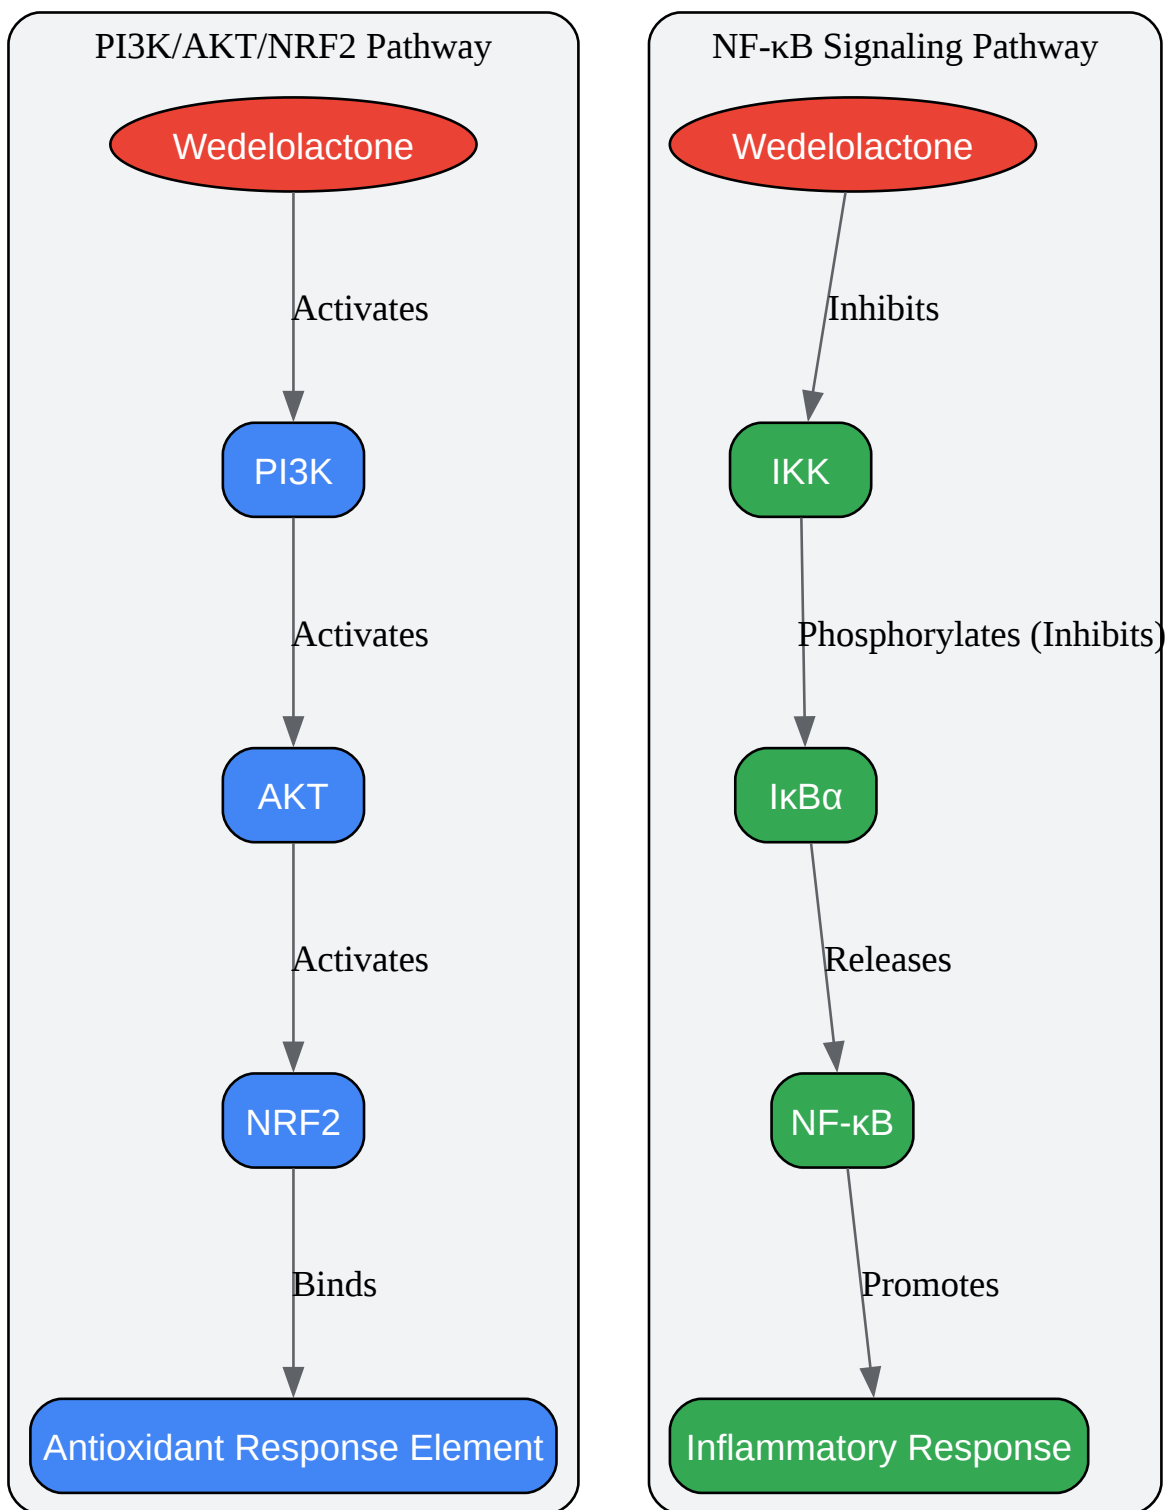 PI3K/AKT/NRF2 Pathway
Wedelolactone
Activates
PI3K
Activates
AKT
Activates
NRF2
Binds
Antioxidant Response Element
NF-κB Signaling Pathway
Wedelolactone
Inhibits
IKK
Phosphorylates (Inhibits)
IκBα
Releases
NF-κB
Promotes
Inflammatory Response